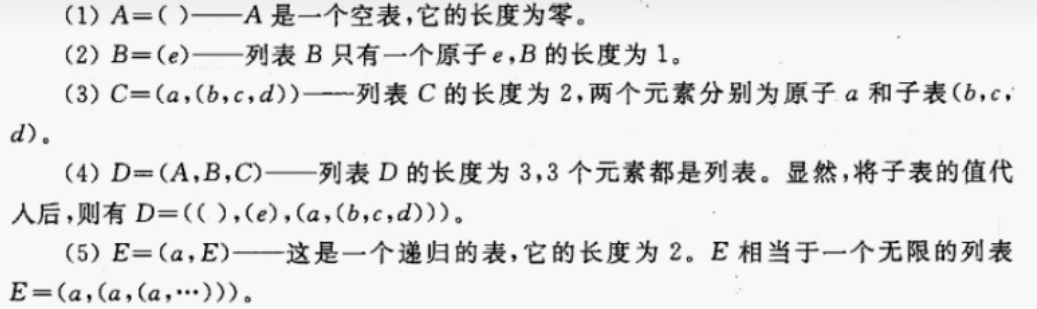 (1) A=( )——A 是一个空表,它的长度为零。
(2) B=(e)——列表 B 只有一个原子 e,B 的长度为 1。
(3) C=(a,(b,c,d))——列表 C 的长度为 2,两个元素分别为原子 a 和子表(b,c,
d)。
(4) D=(A,B,C)——列表 D 的长度为 3,3 个元素都是列表。显然,将子表的值代
入后,则有 D=(( ),(e),(a,(b,c,d)))。
(5) E=(a,E)——这是一个递归的表,它的长度为 2。E 相当于一个无限的列表
E=(a,(a,(a,⋯)))。